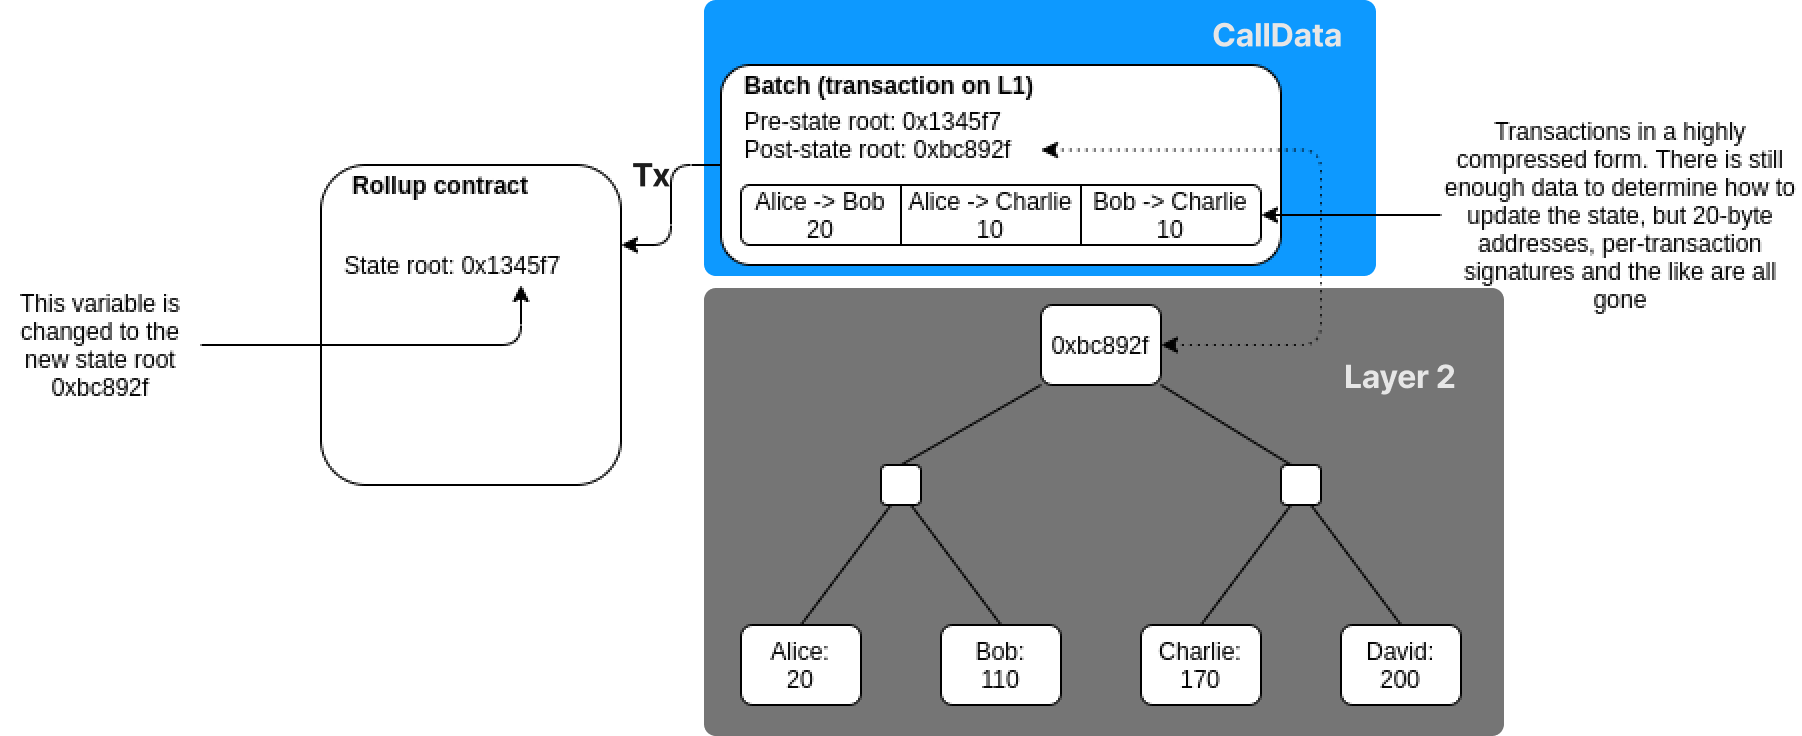 CallData
Batch (transaction on L1)
Pre-state root: 0x1345f7
Post-state root: 0xbc892f
Alice -> Bob
20
Alice -> Charlie
10
Bob -> Charlie
10
Transactions in a highly
compressed form. There is still
enough data to determine how to
update the state, but 20-byte
addresses, per-transaction
signatures and the like are all
gone
Tx
Rollup contract
State root: 0x1345f7
This variable is
changed to the
new state root
0xbc892f
0xbc892f
Layer 2
Alice:
20
Bob:
110
Charlie:
170
David:
200